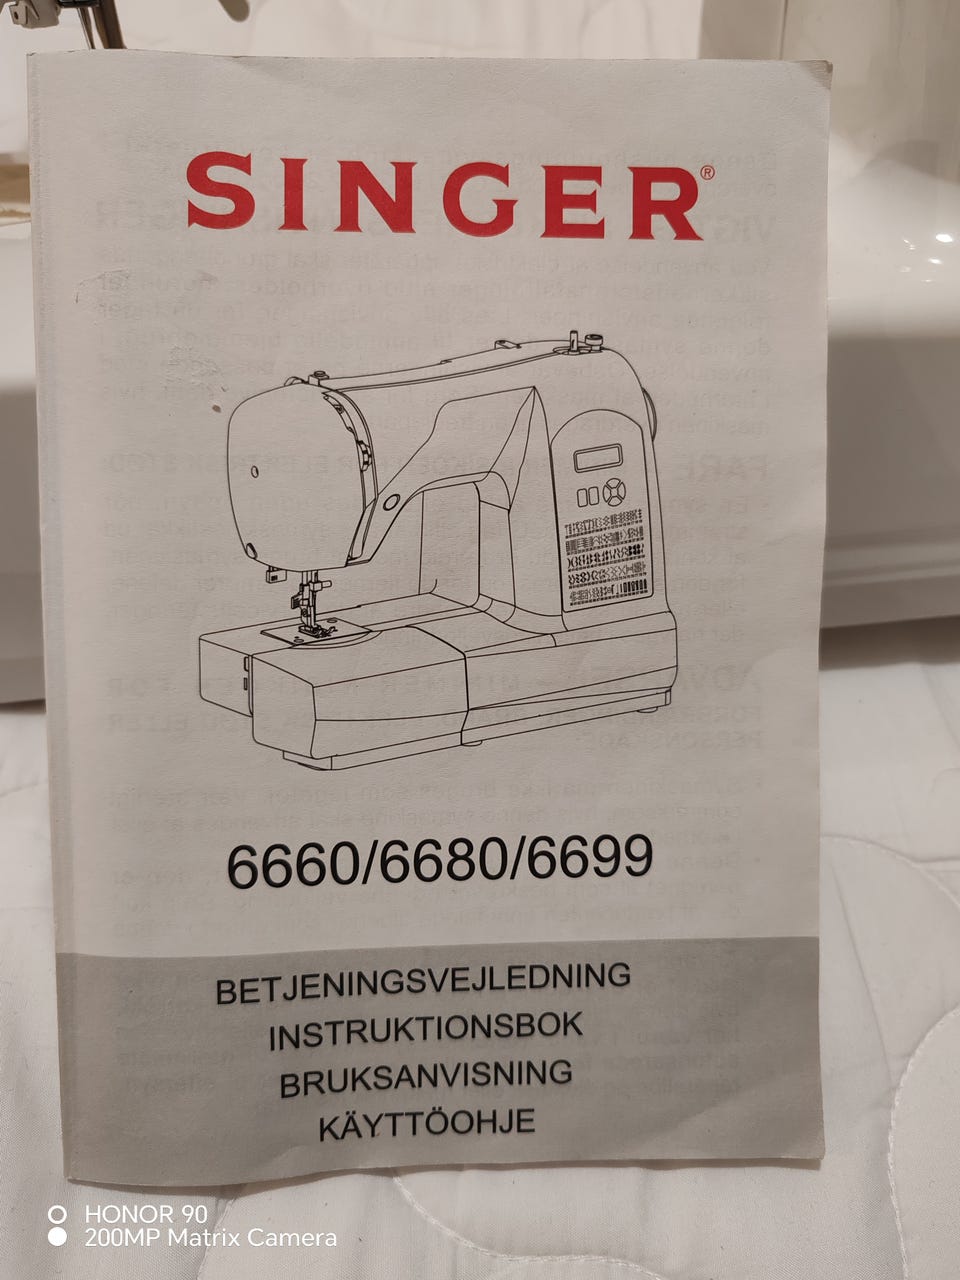 SINGER®
6660/6680/6699
BETJENINGSVEJLEDNING
INSTRUKTIONSBOK
BRUKSANVISNING
KÄYTTÖOHJE
HONOR 90
200MP Matrix Camera